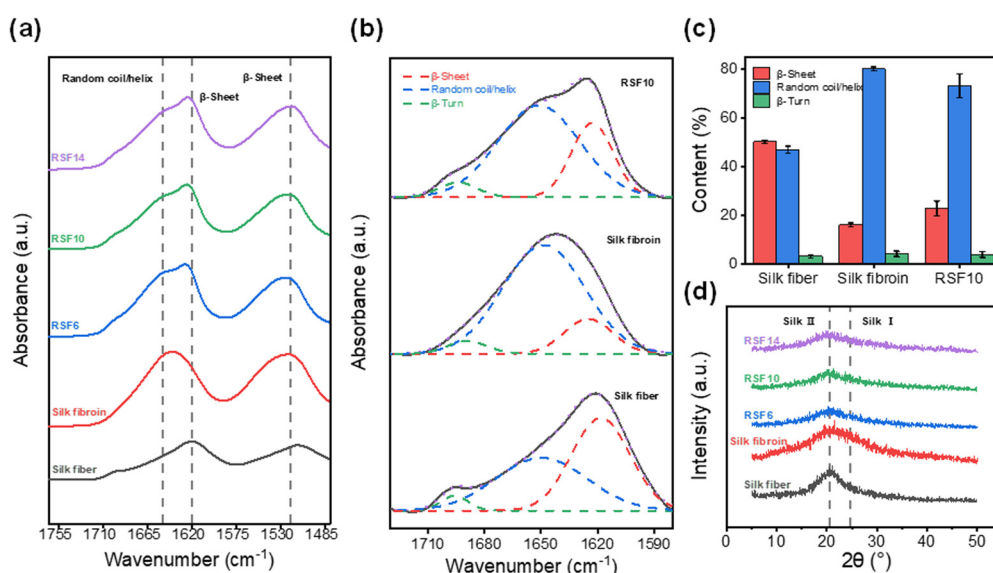 (a)
Random coil/helix
β- Sheet
β-Sheet
RSF14
RSF10
RSF6
Silk fibroin
Silk fiber
Absorbance (a.u.)
1755 1710 1665 1620 1575 1530 1485
Wavenumber (cm⁻¹)
(b)
β-Sheet
Random coil/helix
β-Turn
RSF10
Silk fibroin
Silk fiber
Absorbance (a.u.)
1710 1680 1650 1620 1590
Wavenumber (cm⁻¹)
(c)
β-Sheet
Random coil/helix
β-Turn
Content (%)
80
60
40
20
0
Silk fiber Silk fibroin RSF10
(d)
Silk II Silk I
RSF14
RSF10
RSF6
Silk fibroin
Silk fiber
Intensity (a.u.)
0 10 20 30 40 50
2θ (°)